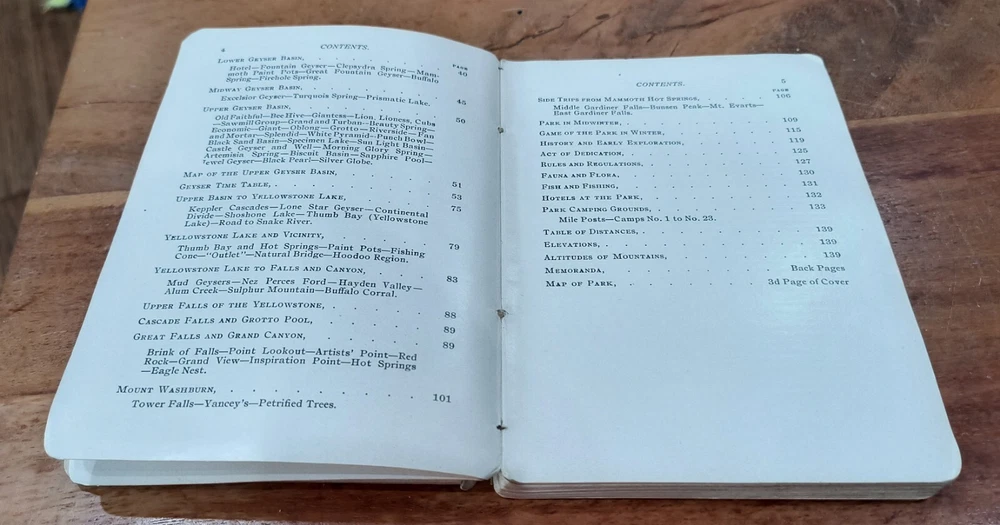 4
CONTENTS.
PAGE
Lower Geyser Basin, 40
Hotel—Fountain Geyser—Clepsydra Spring—Mam-
moth Paint Pots—Great Fountain Geyser—Buffalo
Spring—Firehole Spring.
Midway Geyser Basin, 45
Excelsior Geyser—Turquois Spring—Prismatic Lake.
Upper Geyser Basin, 50
Old Faithful—Bee Hive—Giantess—Lion, Lioness, Cubs
—Sawmill Group—Grand and Turban—Beauty Spring—
Economic—Giant—Oblong—Grotto—Riverside—Fan
and Mortar—Splendid—White Pyramid—Punch Bowl—
Black Sand Basin—Specimen Lake—Sun Light Basin—
Castle Geyser and Well—Morning Glory Spring—
Artemisia Spring—Biscuit Basin—Sapphire Pool—
Jewel Geyser—Black Pearl—Silver Globe.
Map of the Upper Geyser Basin, 51
Geyser Time Table, 53
Upper Basin to Yellowstone Lake, 75
Keppler Cascades—Lone Star Geyser—Continental
Divide—Shoshone Lake—Thumb Bay (Yellowstone
Lake)—Road to Snake River.
Yellowstone Lake and Vicinity, 79
Thumb Bay and Hot Springs—Paint Pots—Fishing
Cone—"Outlet"—Natural Bridge—Hoodoo Region.
Yellowstone Lake to Falls and Canyon, 83
Mud Geysers—Nez Perces Ford—Hayden Valley—
Alum Creek—Sulphur Mountain—Buffalo Corral.
Upper Falls of the Yellowstone, 88
Cascade Falls and Grotto Pool, 89
Great Falls and Grand Canyon, 89
Brink of Falls—Point Lookout—Artists' Point—Red
Rock—Grand View—Inspiration Point—Hot Springs
—Eagle Nest.
Mount Washburn, 101
Tower Falls—Yancey's—Petrified Trees.
CONTENTS.
5
PAGE
Side Trips from Mammoth Hot Springs, 106
Middle Gardiner Falls—Bunsen Peak—Mt. Evarts—
East Gardiner Falls.
Park in Midwinter, 109
Game of the Park in Winter, 115
History and Early Exploration, 119
Act of Dedication, 125
Rules and Regulations, 127
Fauna and Flora, 130
Fish and Fishing, 131
Hotels at the Park, 132
Park Camping Grounds, 133
Mile Posts—Camps No. 1 to No. 23.
Table of Distances, 139
Elevations, 139
Altitudes of Mountains, 139
Memoranda, Back Pages
Map of Park, 3d Page of Cover